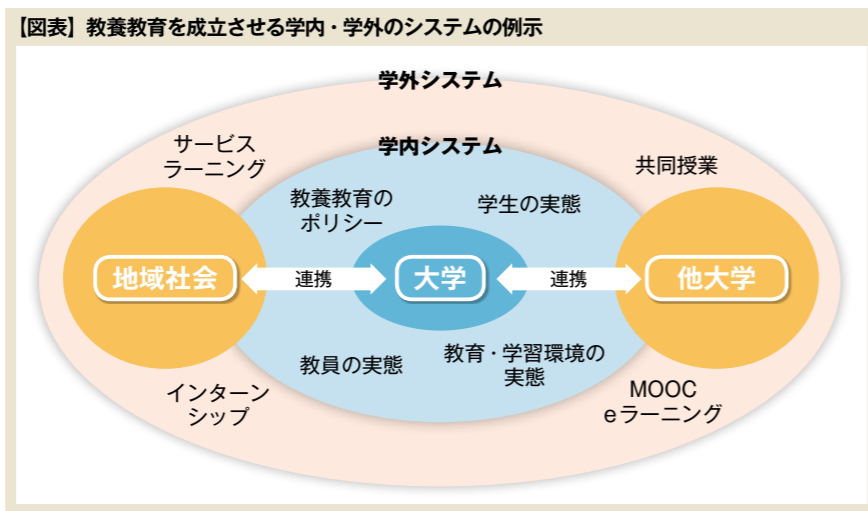 【図表】教養教育を成立させる学内・学外のシステムの例示
学外システム
学内システム
サービス
ラーニング
共同授業
教養教育の
ポリシー
学生の実態
地域社会
連携
大学
連携
他大学
教員の実態
教育・学習環境の
実態
インターン
シップ
MOOC
eラーニング